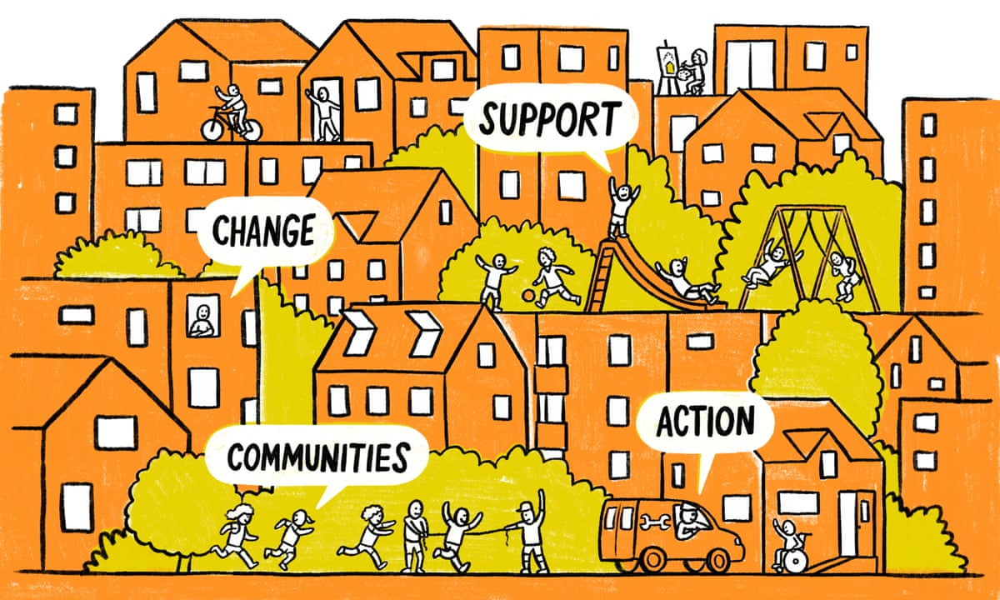 SUPPORT
CHANGE
ACTION
COMMUNITIES